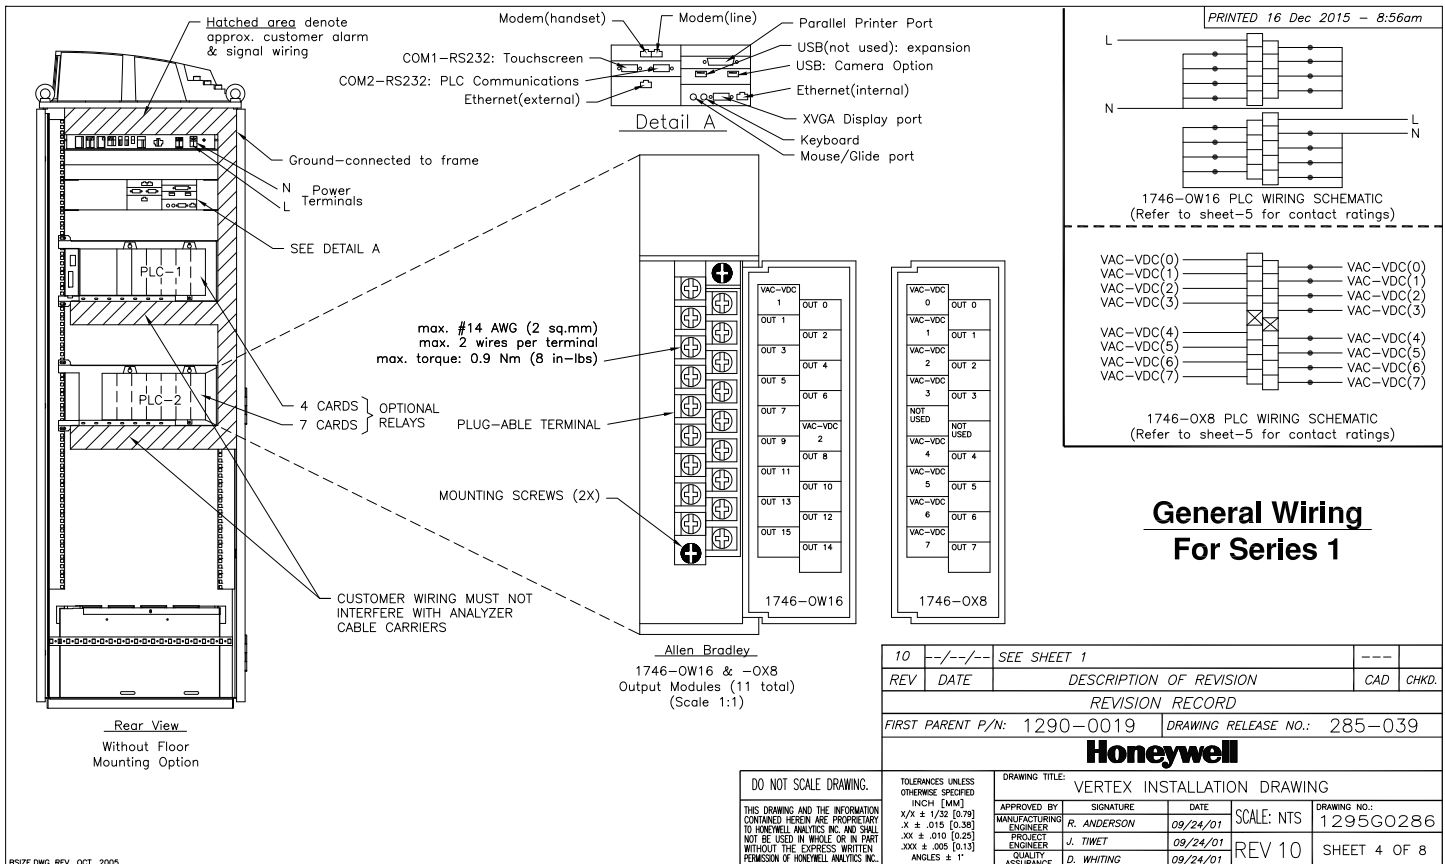 Hatched area denote
approx. customer alarm
& signal wiring
Ground-connected to frame
N
Power
Terminals
L
SEE DETAIL A
PLC-1
PLC-2
4 CARDS
7 CARDS
OPTIONAL
RELAYS
CUSTOMER WIRING MUST NOT
INTERFERE WITH ANALYZER
CABLE CARRIERS
Rear View
Without Floor
Mounting Option
BSIZE.DWG REV OCT 2005
Modem(handset)
Modem(line)
COM1-RS232: Touchscreen
COM2-RS232: PLC Communications
Ethernet(external)
Parallel Printer Port
USB(not used): expansion
USB: Camera Option
Ethernet(internal)
XVGA Display port
Keyboard
Mouse/Glide port
Detail A
max. #14 AWG (2 sq.mm)
max. 2 wires per terminal
max. torque: 0.9 Nm (8 in-lbs)
PLUG-ABLE TERMINAL
MOUNTING SCREWS (2X)
VAC-VDC
1
OUT 0
OUT 1
OUT 2
OUT 3
OUT 4
OUT 5
OUT 6
OUT 7
VAC-VDC
2
OUT 9
OUT 8
OUT 11
OUT 10
OUT 13
OUT 12
OUT 15
OUT 14
1746-OW16
VAC-VDC
0
OUT 0
VAC-VDC
1
OUT 1
VAC-VDC
2
OUT 2
VAC-VDC
3
OUT 3
NOT
USED
NOT
USED
VAC-VDC
4
OUT 4
VAC-VDC
5
OUT 5
VAC-VDC
6
OUT 6
VAC-VDC
7
OUT 7
1746-OX8
Allen Bradley
1746-OW16 & -OX8
Output Modules (11 total)
(Scale 1:1)
PRINTED 16 Dec 2015 - 8:56am
L
N
L
N
1746-OW16 PLC WIRING SCHEMATIC
(Refer to sheet-5 for contact ratings)
VAC-VDC(0)
VAC-VDC(1)
VAC-VDC(2)
VAC-VDC(3)
VAC-VDC(4)
VAC-VDC(5)
VAC-VDC(6)
VAC-VDC(7)
VAC-VDC(0)
VAC-VDC(1)
VAC-VDC(2)
VAC-VDC(3)
VAC-VDC(4)
VAC-VDC(5)
VAC-VDC(6)
VAC-VDC(7)
1746-OX8 PLC WIRING SCHEMATIC
(Refer to sheet-5 for contact ratings)
General Wiring
For Series 1
10 --/--/-- SEE SHEET 1 ---
REV DATE DESCRIPTION OF REVISION CAD CHKD.
REVISION RECORD
FIRST PARENT P/N: 1290-0019 DRAWING RELEASE NO.: 285-039
Honeywell
DO NOT SCALE DRAWING.
THIS DRAWING AND THE INFORMATION
CONTAINED HEREIN ARE PROPRIETARY
TO HONEYWELL ANALYTICS INC. AND SHALL
NOT BE USED IN WHOLE OR IN PART
WITHOUT THE EXPRESS WRITTEN
PERMISSION OF HONEYWELL ANALYTICS INC..
TOLERANCES UNLESS
OTHERWISE SPECIFIED
INCH [MM]
X/X ± 1/32 [0.79]
.X ± .015 [0.38]
.XX ± .010 [0.25]
.XXX ± .005 [0.13]
ANGLES ± 1°
DRAWING TITLE:
VERTEX INSTALLATION DRAWING
APPROVED BY SIGNATURE DATE
MANUFACTURING
ENGINEER
R. ANDERSON 09/24/01
PROJECT
ENGINEER
J. TIWET 09/24/01
QUALITY
ASSURANCE
D. WHITING 09/24/01
SCALE: NTS
DRAWING NO.:
1295G0286
REV 10
SHEET 4 OF 8